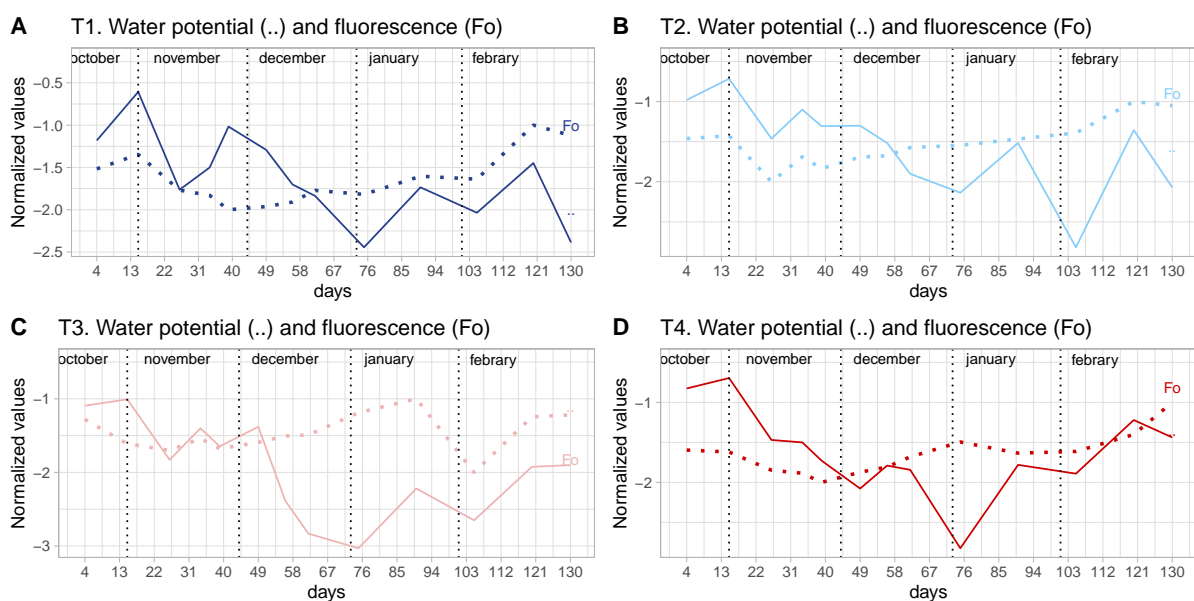 A T1. Water potential (..) and fluorescence (Fo)
october november december january febrary
Normalized values
−0.5
−1.0
−1.5
−2.0
−2.5
Fo
..
4 13 22 31 40 49 58 67 76 85 94 103 112 121 130
days
B T2. Water potential (..) and fluorescence (Fo)
october november december january febrary
Normalized values
−1
−2
Fo
..
4 13 22 31 40 49 58 67 76 85 94 103 112 121 130
days
C T3. Water potential (..) and fluorescence (Fo)
october november december january febrary
Normalized values
−1
−2
−3
..
Fo
4 13 22 31 40 49 58 67 76 85 94 103 112 121 130
days
D T4. Water potential (..) and fluorescence (Fo)
october november december january febrary
Normalized values
−1
−2
Fo
..
4 13 22 31 40 49 58 67 76 85 94 103 112 121 130
days